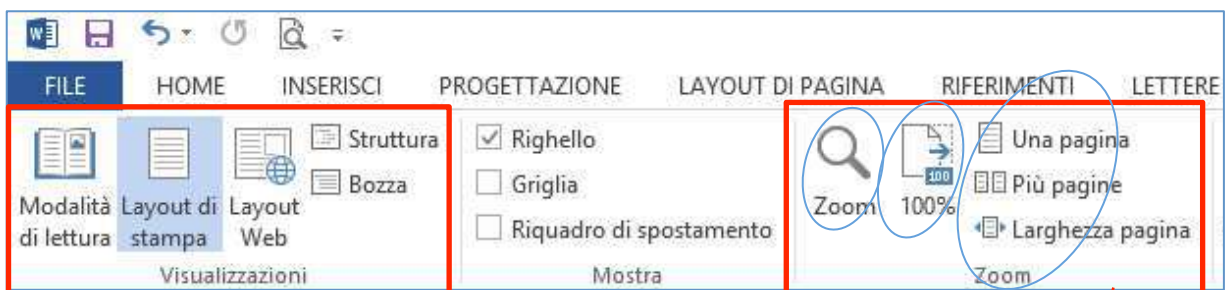 FILE HOME INSERISCI PROGETTAZIONE LAYOUT DI PAGINA RIFERIMENTI LETTERE
Modalità di lettura
Layout di stampa
Layout Web
Struttura
Bozza
Visualizzazioni
Righello
Griglia
Riquadro di spostamento
Mostra
Zoom
100
100%
Una pagina
Più pagine
Larghezza pagina
Zoom